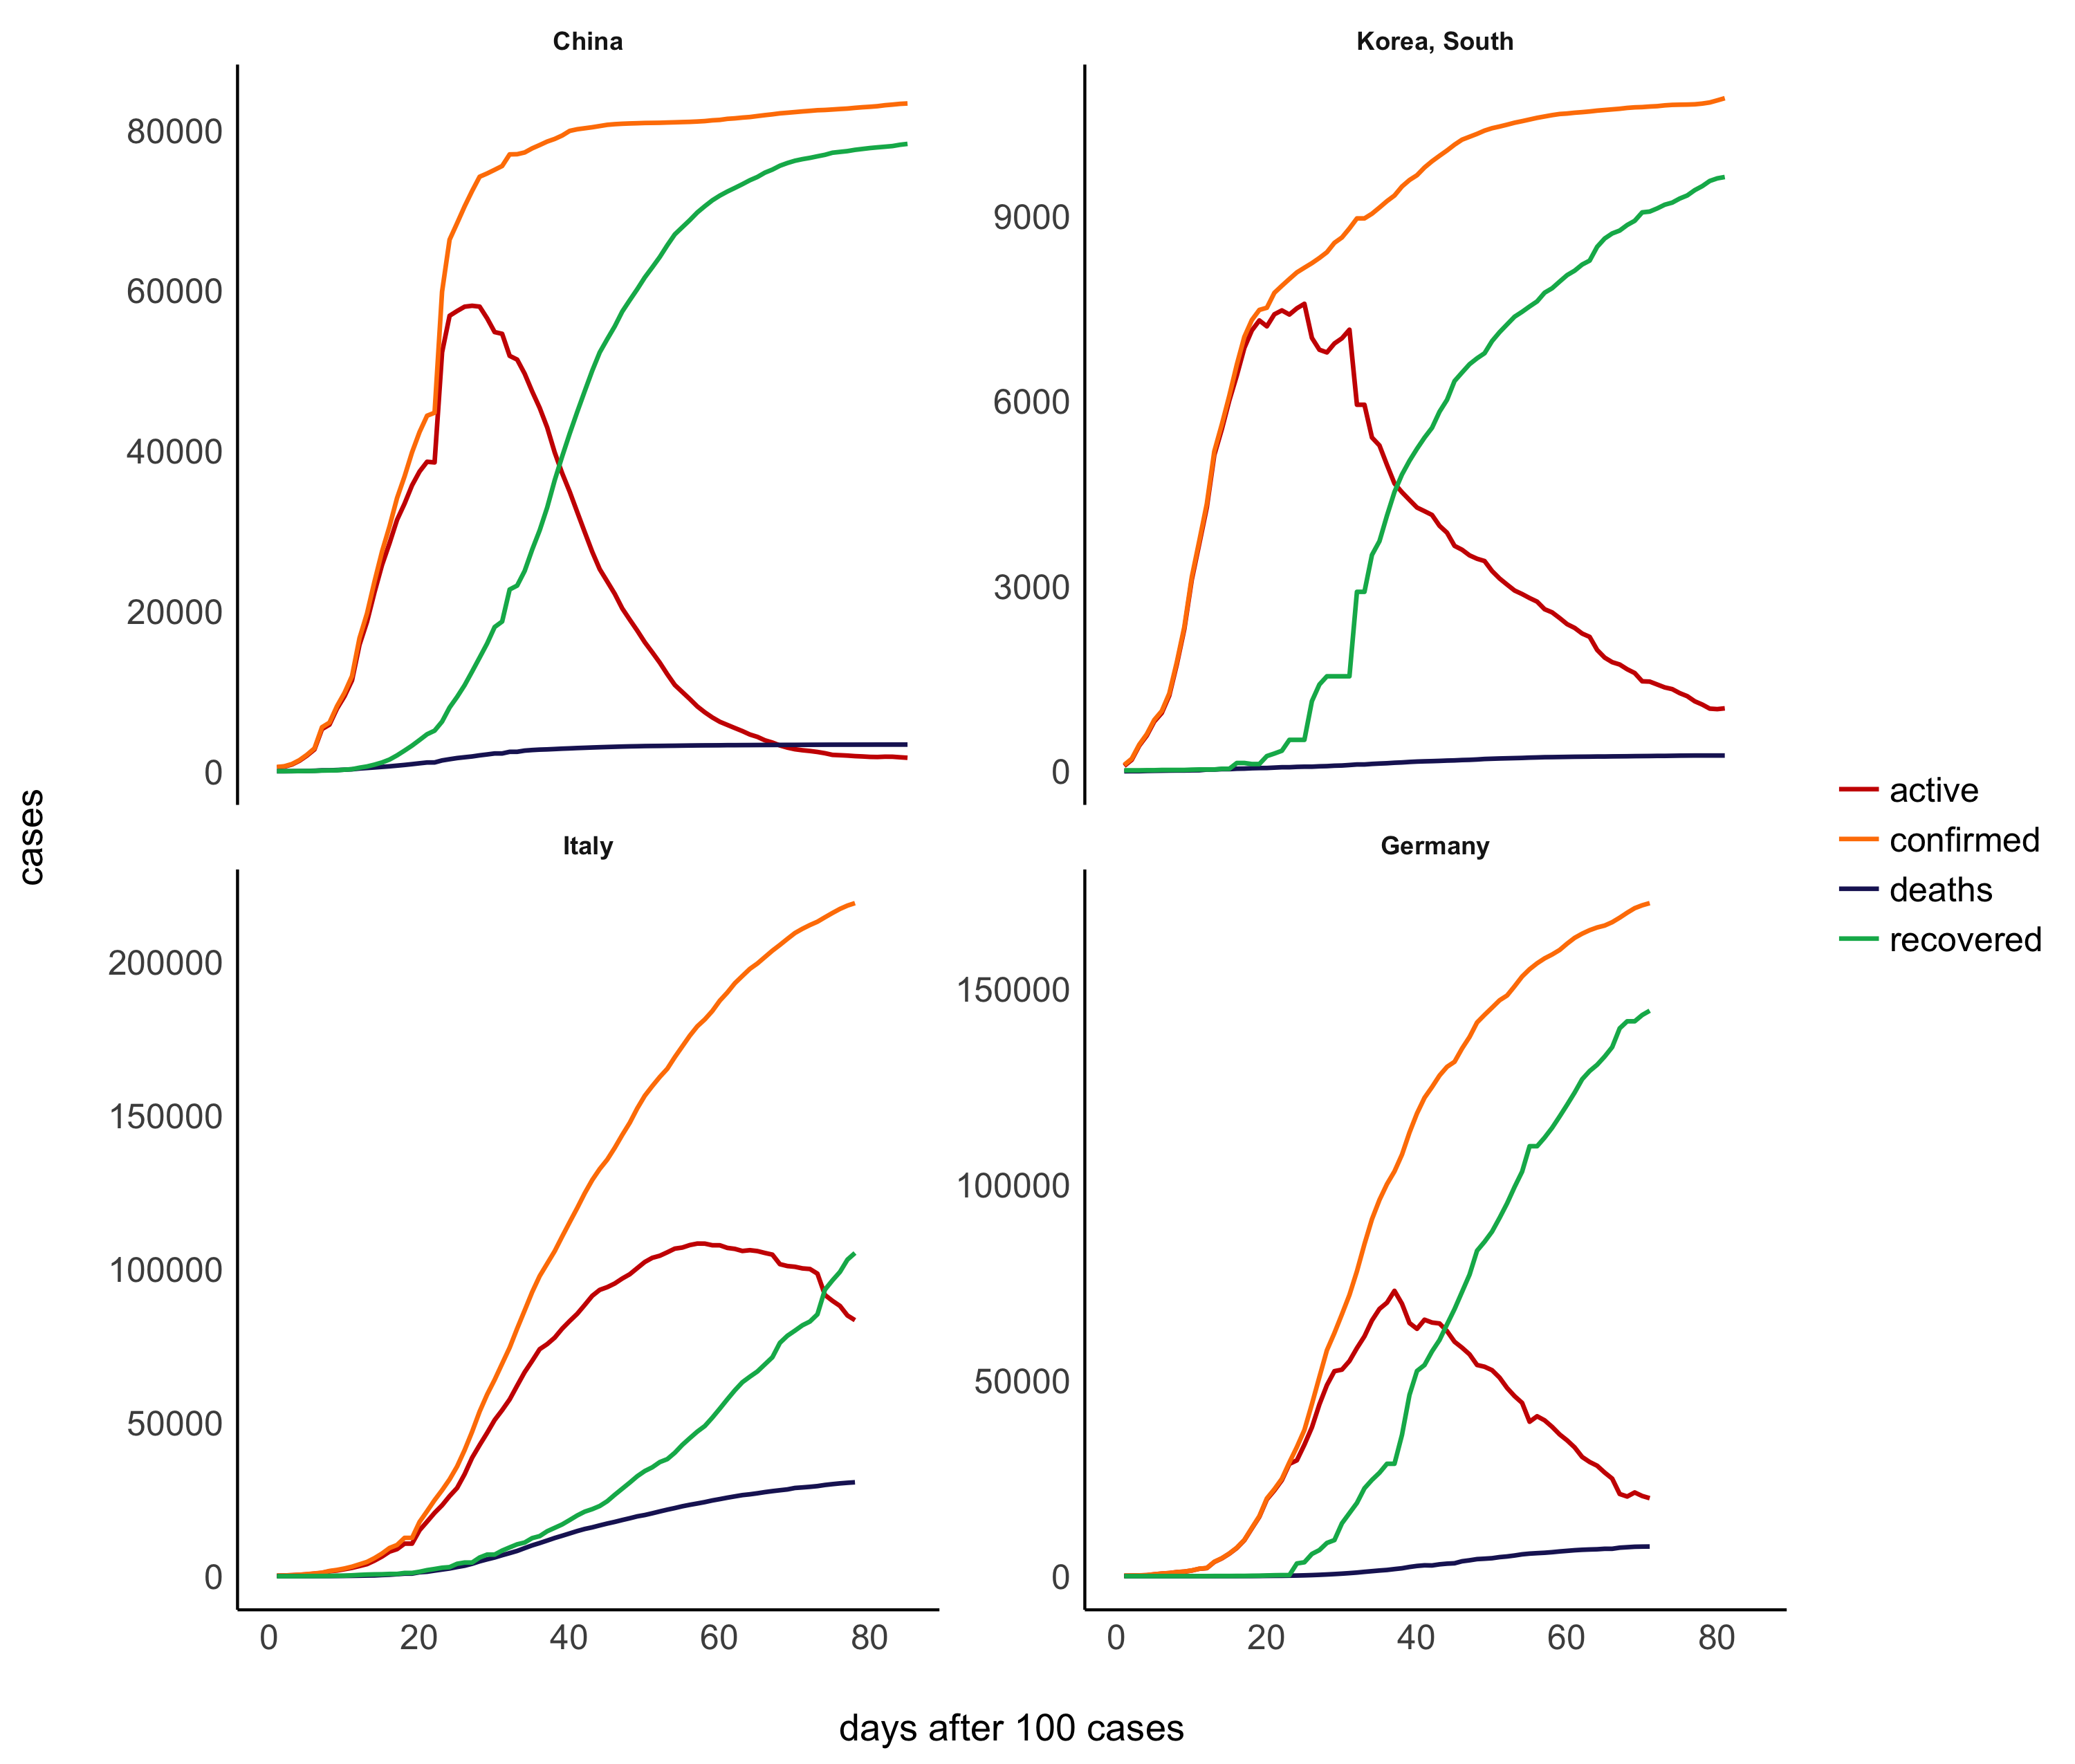 China
Korea, South
80000
60000
40000
20000
0
9000
6000
3000
0
cases
Italy
Germany
200000
150000
100000
50000
0
150000
100000
50000
0
0 20 40 60 80
0 20 40 60 80
days after 100 cases
active
confirmed
deaths
recovered